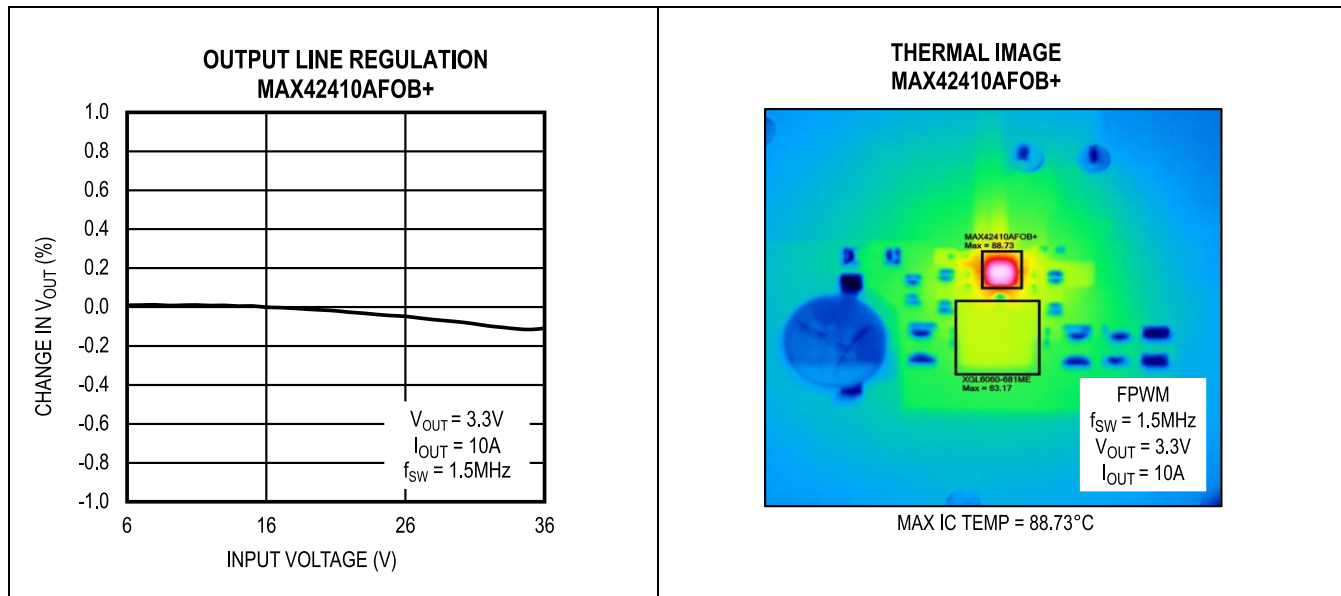 OUTPUT LINE REGULATION
MAX42410AFOB+
1.0
0.8
0.6
0.4
0.2
0.0
-0.2
-0.4
-0.6
-0.8
-1.0
CHANGE IN VOUT (%)
6
16
26
36
INPUT VOLTAGE (V)
VOUT = 3.3V
IOUT = 10A
fSW = 1.5MHz
THERMAL IMAGE
MAX42410AFOB+
MAX42410AFOB+
Max = 88.73
XGL6060-681ME
Max = 63.17
FPWM
fSW = 1.5MHz
VOUT = 3.3V
IOUT = 10A
MAX IC TEMP = 88.73°C